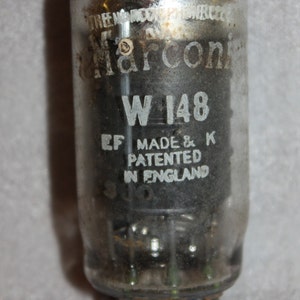 Marconi
W 148
EF MADE & K
PATENTED
IN ENGLAND